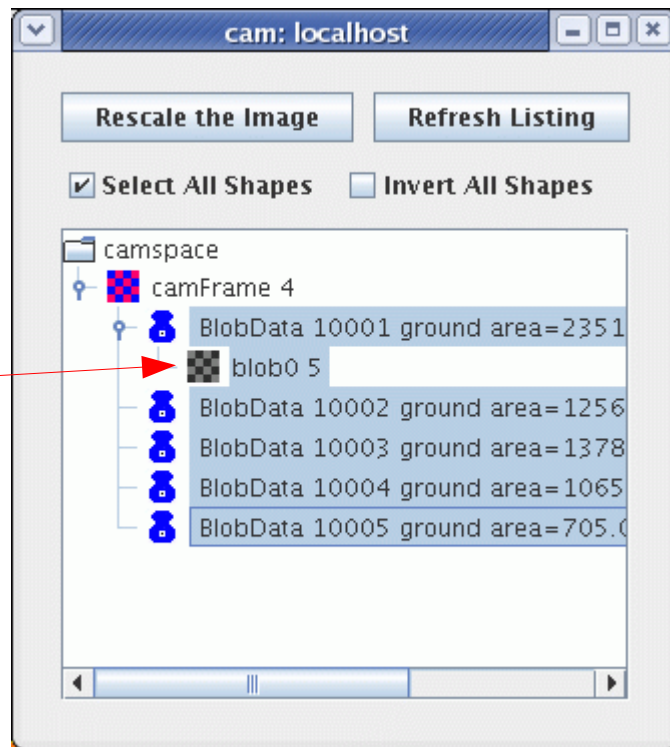 cam: localhost
Rescale the Image Refresh Listing
Select All Shapes Invert All Shapes
camspace
camFrame 4
BlobData 10001 ground area=2351
blob0 5
BlobData 10002 ground area=1256
BlobData 10003 ground area=1378
BlobData 10004 ground area=1065
BlobData 10005 ground area=705.